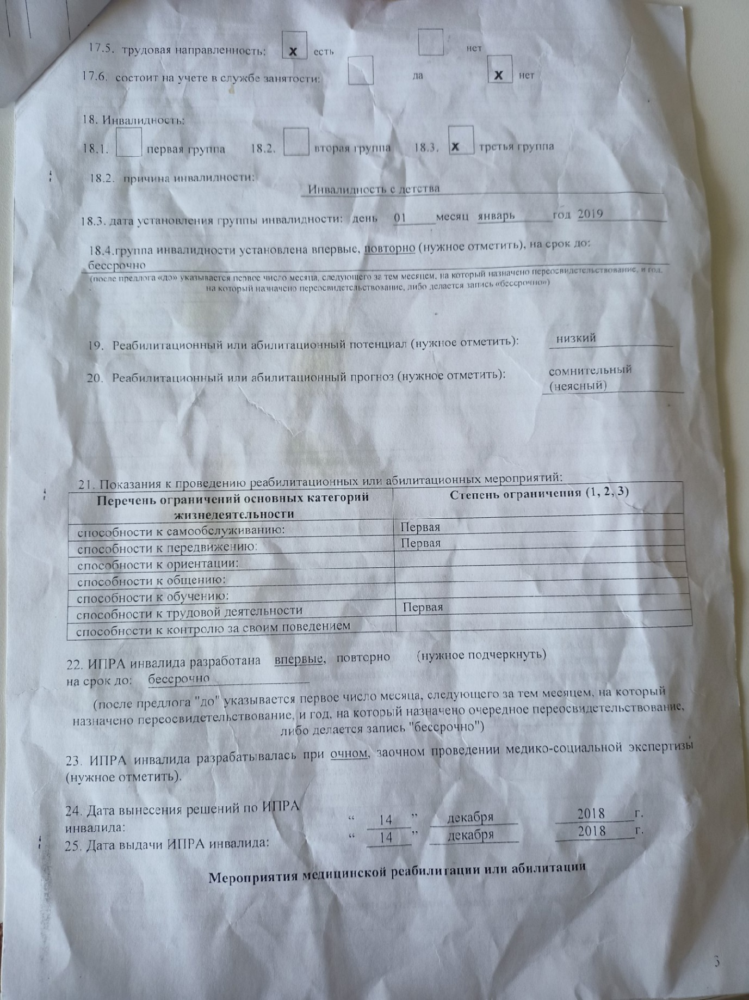 17.5. трудовая направленность: x есть нет
17.6. состоит на учете в службе занятости: да x нет
18. Инвалидность:
18.1. первая группа 18.2. вторая группа 18.3. x третья группа
18.2. причина инвалидности:
Инвалидность с детства
18.3. дата установления группы инвалидности: день 01 месяц январь год 2019
18.4.группа инвалидности установлена впервые, повторно (нужное отметить), на срок до:
бессрочно
(после предлога «до» указывается первое число месяца, следующего за тем месяцем, на который назначено переосвидетельствование, и год,
на который назначено переосвидетельствование, либо делается запись «бессрочно»)
19. Реабилитационный или абилитационный потенциал (нужное отметить): низкий
20. Реабилитационный или абилитационный прогноз (нужное отметить): сомнительный
(неясный)
21. Показания к проведению реабилитационных или абилитационных мероприятий:
Перечень ограничений основных категорий Степень ограничения (1, 2, 3)
жизнедеятельности
способности к самообслуживанию: Первая
способности к передвижению: Первая
способности к ориентации:
способности к общению:
способности к обучению:
способности к трудовой деятельности Первая
способности к контролю за своим поведением
22. ИПРА инвалида разработана впервые, повторно (нужное подчеркнуть)
на срок до: бессрочно
(после предлога "до" указывается первое число месяца, следующего за тем месяцем, на который
назначено переосвидетельствование, и год, на который назначено очередное переосвидетельствование,
либо делается запись "бессрочно")
23. ИПРА инвалида разрабатывалась при очном, заочном проведении медико-социальной экспертизы
(нужное отметить).
24. Дата вынесения решений по ИПРА
инвалида: “ 14 ” декабря 2018 г.
25. Дата выдачи ИПРА инвалида: “ 14 ” декабря 2018 г.
Мероприятия медицинской реабилитации или абилитации
3